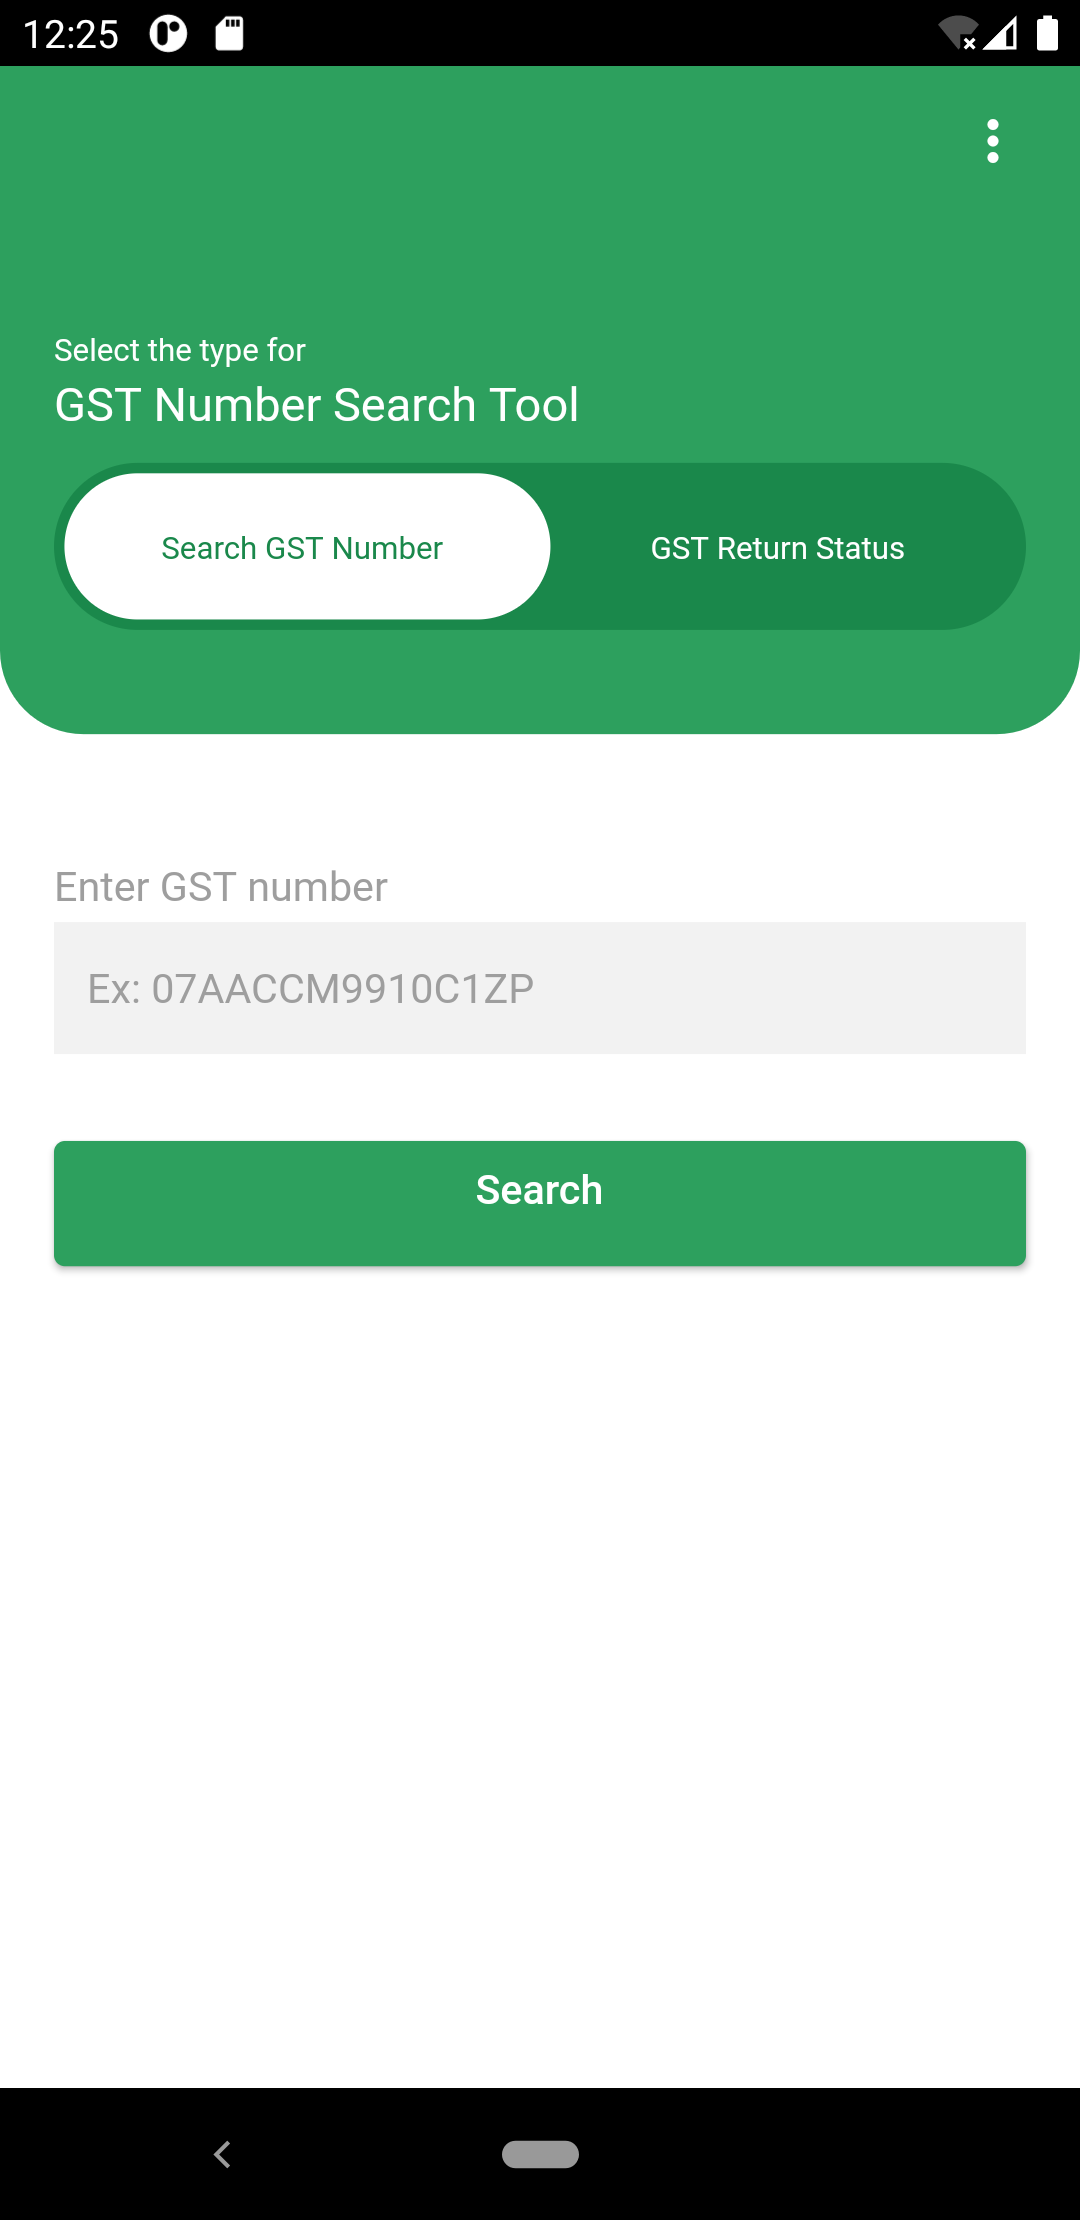 12:25
Select the type for
GST Number Search Tool
Search GST Number
GST Return Status
Enter GST number
Ex: 07AACCM9910C1ZP
Search